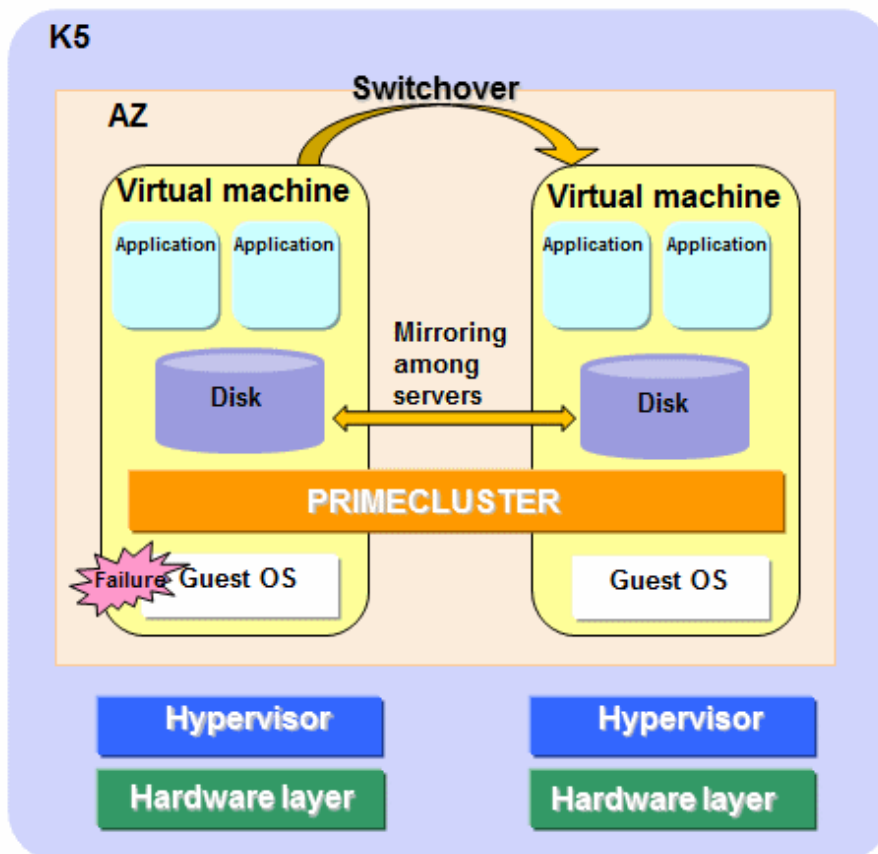 K5
Switchover
AZ
Virtual machine
Virtual machine
Application
Application
Application
Application
Mirroring
among
servers
Disk
Disk
PRIMECLUSTER
Failure
Guest OS
Guest OS
Hypervisor
Hypervisor
Hardware layer
Hardware layer